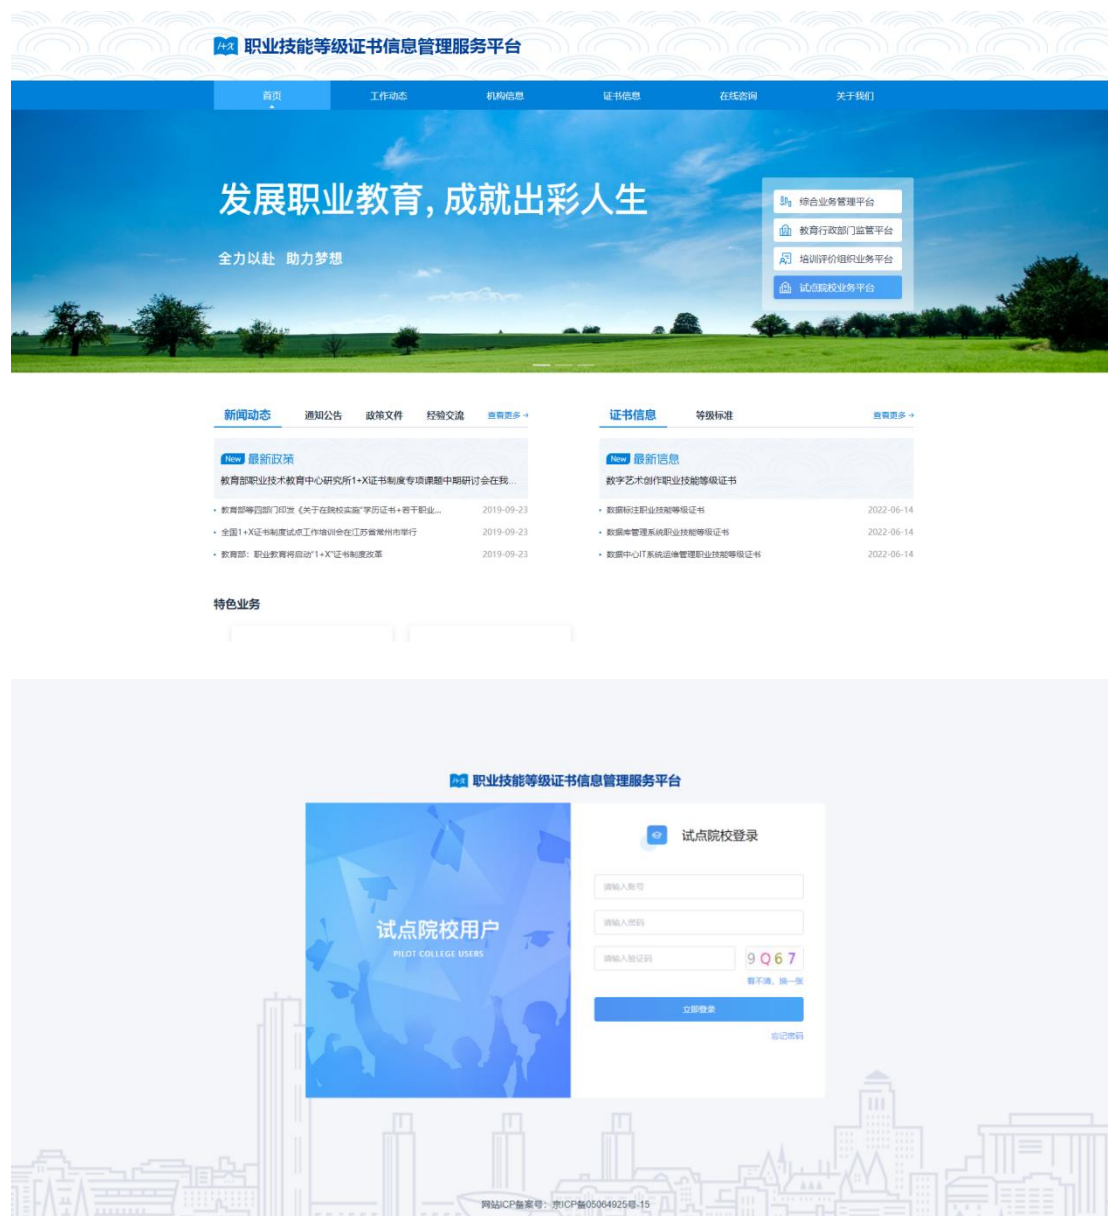 1+X 职业技能等级证书信息管理服务平台
首页 工作动态 机构信息 证书信息 在线咨询 关于我们
发展职业教育,成就出彩人生
全力以赴 助力梦想
综合业务管理平台
教育行政部门监管平台
培训评价组织业务平台
试点院校业务平台
新闻动态 通知公告 政策文件 经验交流 查看更多→
New 最新政策
教育部职业技术教育中心研究所1+X证书制度专项课题中期研讨会在我...
· 教育部等四部门印发《关于在院校实施“学历证书+若干职业... 2019-09-23
· 全国1+X证书制度试点工作培训会在江苏省常州市举行 2019-09-23
· 教育部：职业教育将启动“1+X”证书制度改革 2019-09-23
证书信息 等级标准 查看更多→
New 最新信息
数字艺术创作职业技能等级证书
· 数据标注职业技能等级证书 2022-06-14
· 数据库管理系统职业技能等级证书 2022-06-14
· 数据中心IT系统运维管理职业技能等级证书 2022-06-14
特色业务
1+X 职业技能等级证书信息管理服务平台
试点院校用户
PILOT COLLEGE USERS
试点院校登录
请输入账号
请输入密码
请输入验证码 9Q67
看不清，换一张
立即登录
忘记密码
网站ICP备案号：京ICP备05064925号-15